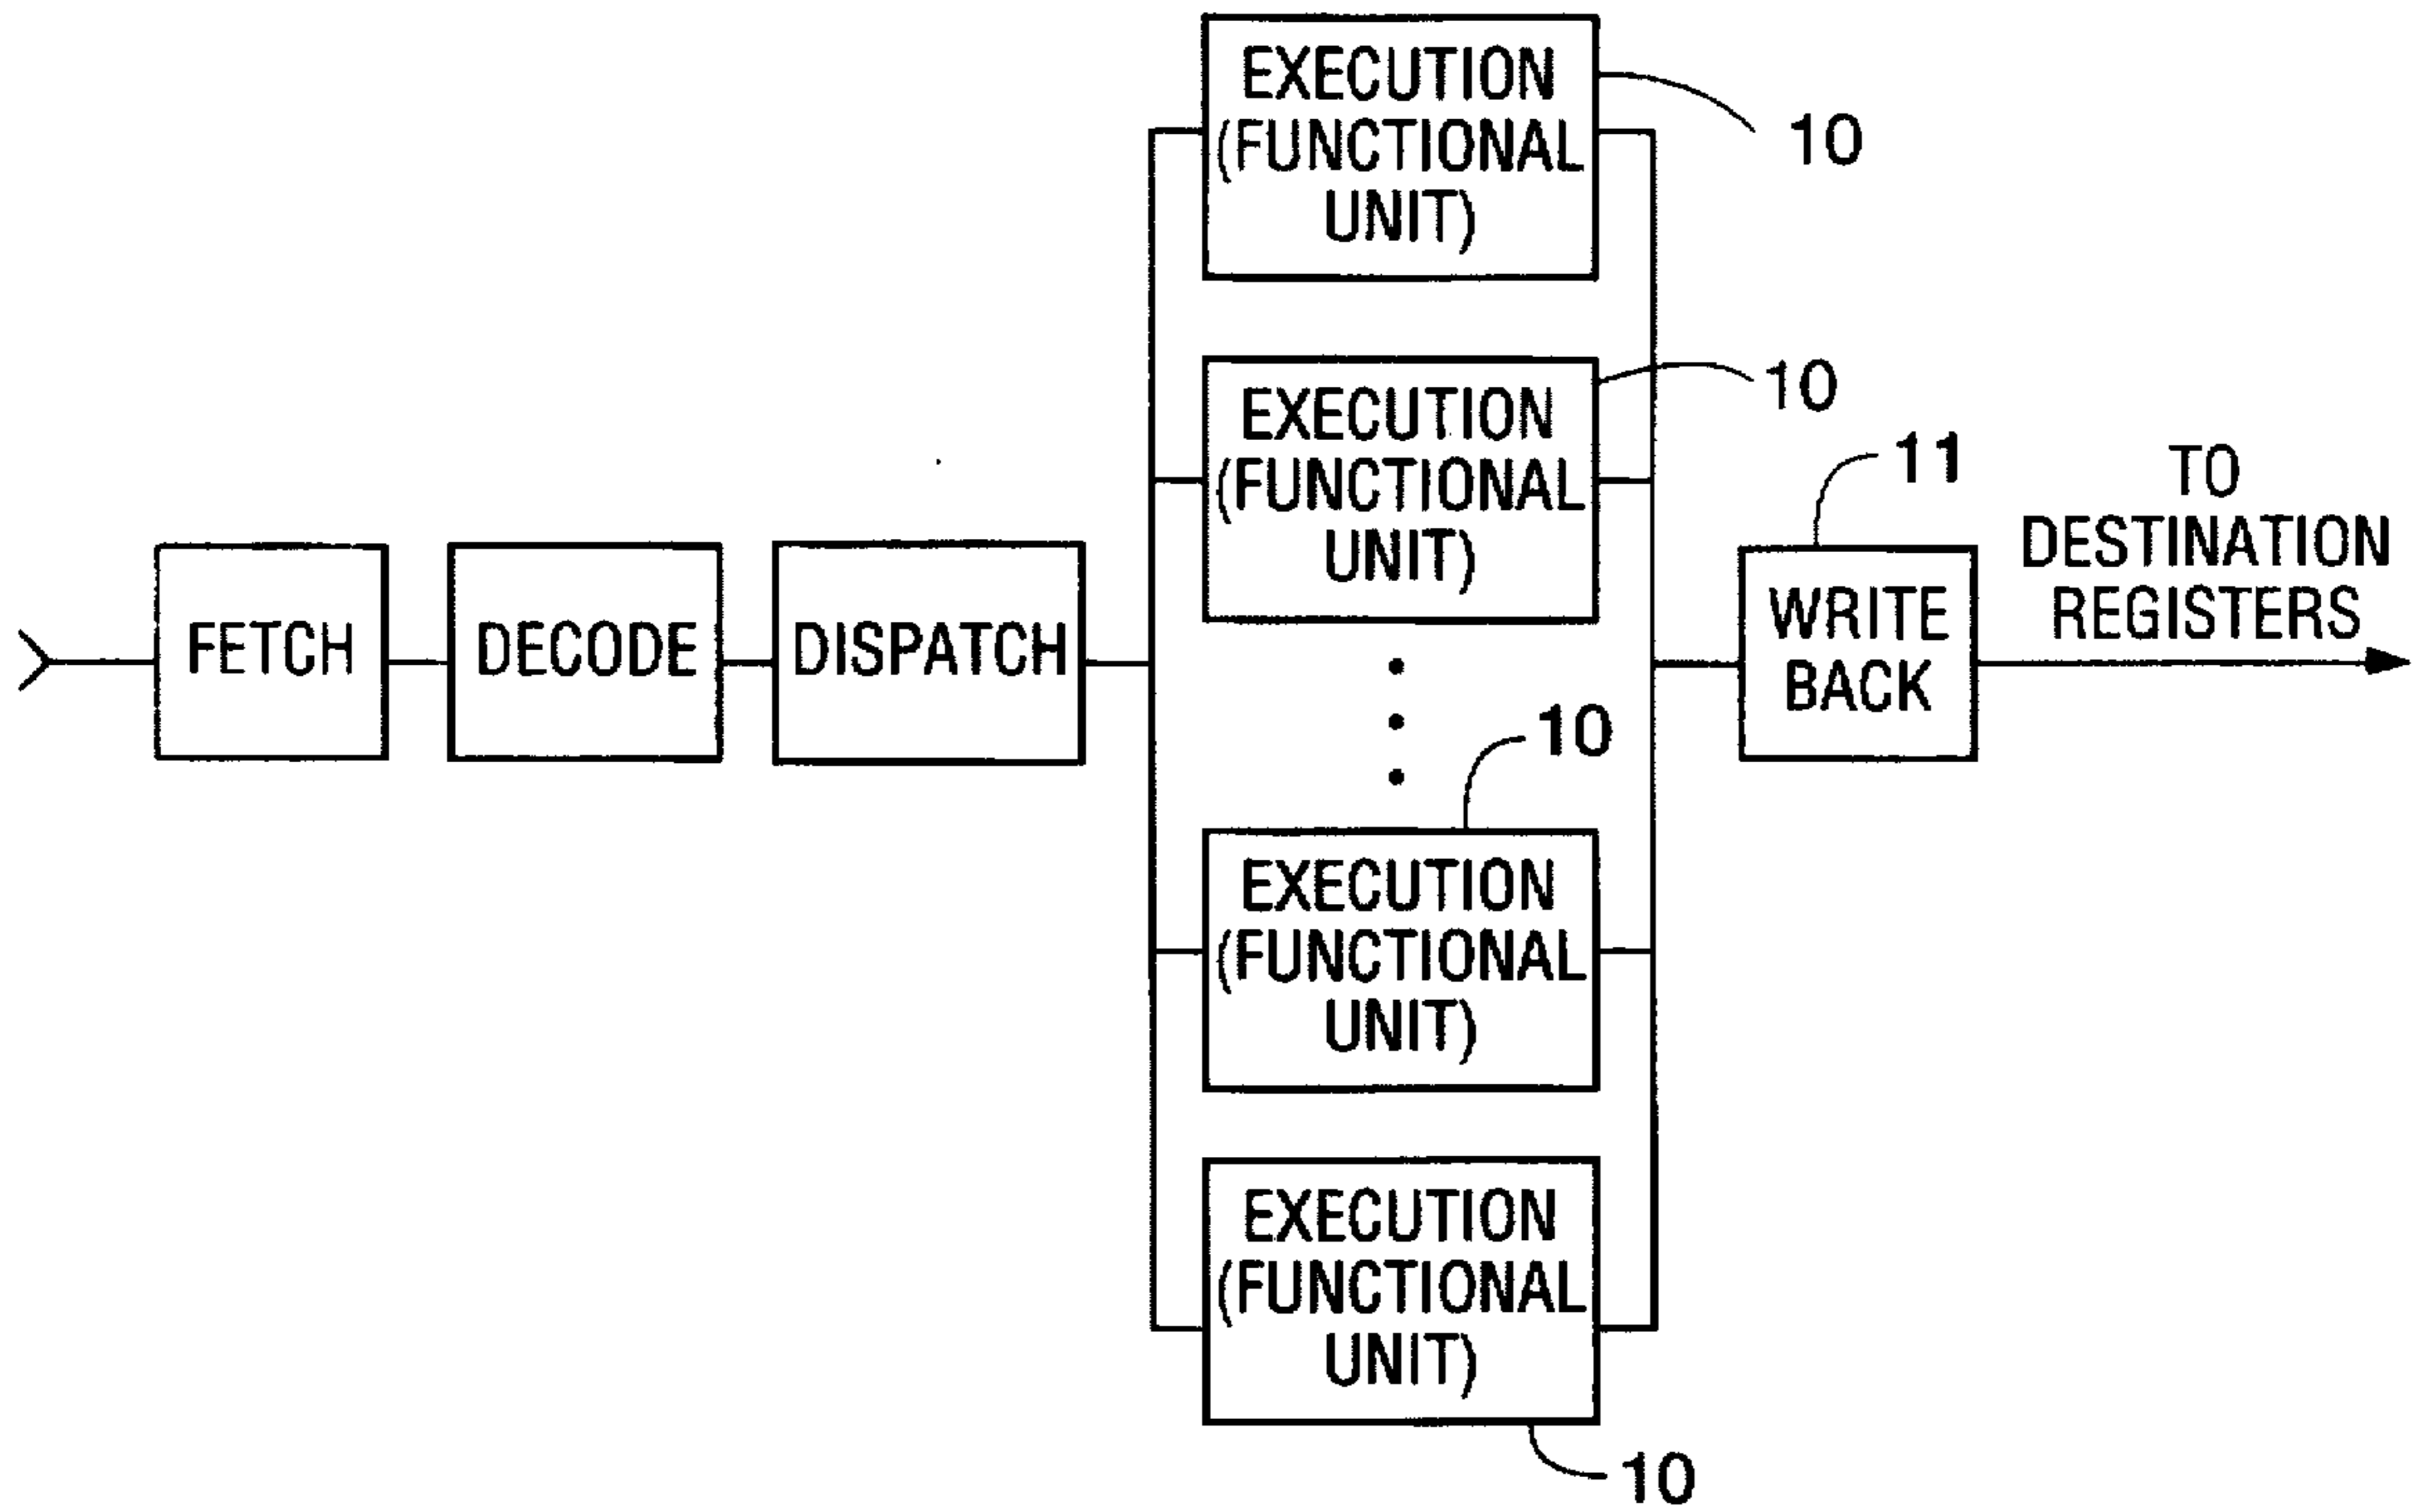 EXECUTION
(FUNCTIONAL
UNIT)
10
EXECUTION
(FUNCTIONAL
UNIT)
10
FETCH
DECODE
DISPATCH
11
WRITE
BACK
TO
DESTINATION
REGISTERS
10
EXECUTION
(FUNCTIONAL
UNIT)
EXECUTION
(FUNCTIONAL
UNIT)
10